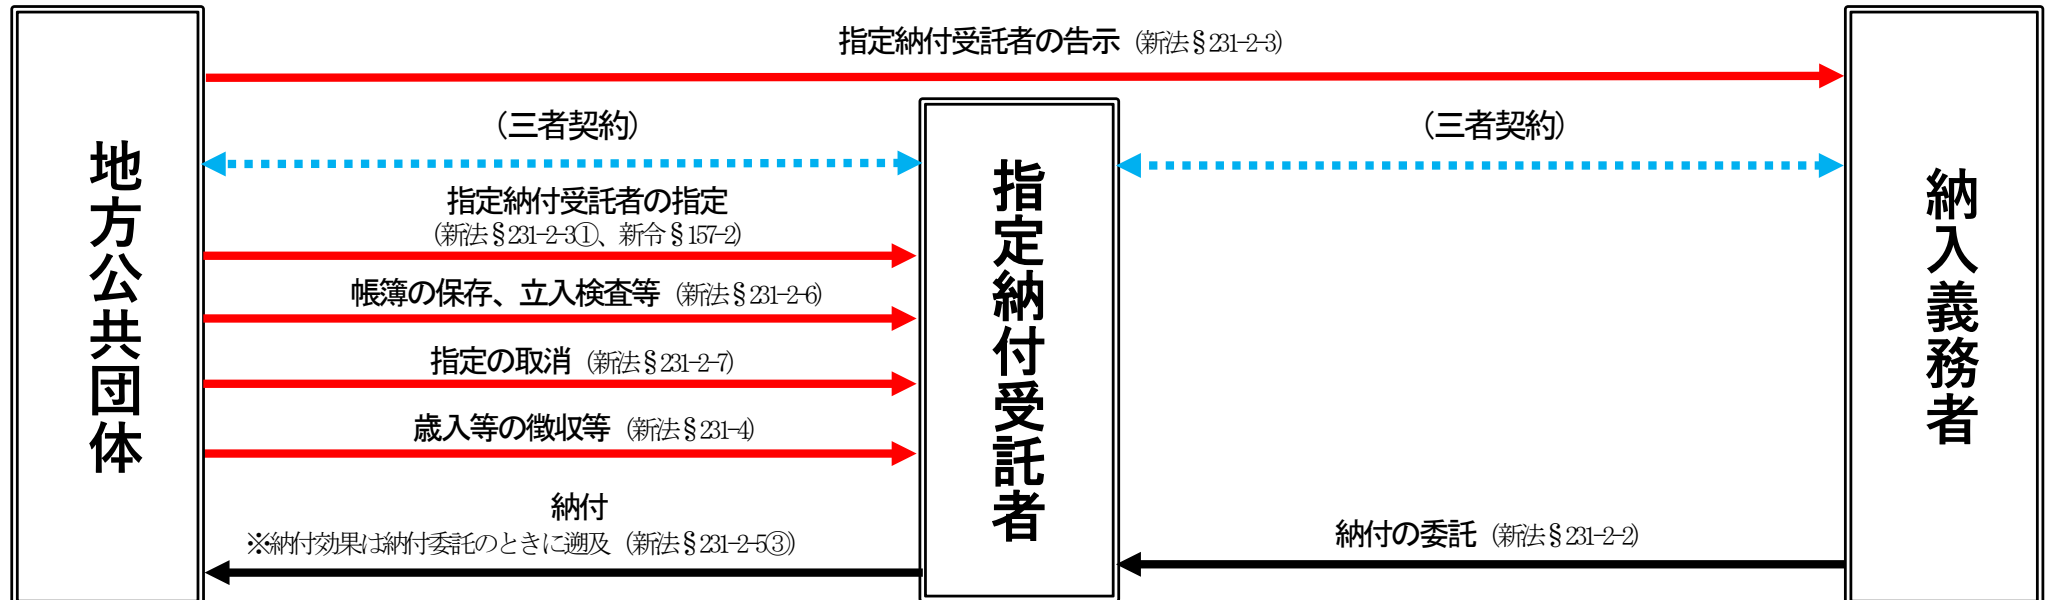 指定納付受託者の告示（新法§231-2-3）
地方公共団体
（三者契約）
（三者契約）
指定納付受託者
納入義務者
指定納付受託者の指定
（新法§231-2-3①、新令§157-2）
帳簿の保存、立入検査等（新法§231-2-6）
指定の取消（新法§231-2-7）
歳入等の徴収等（新法§231-4）
納付
※納付効果は納付委託のときに遡及（新法§231-2-5③）
納付の委託（新法§231-2-2）